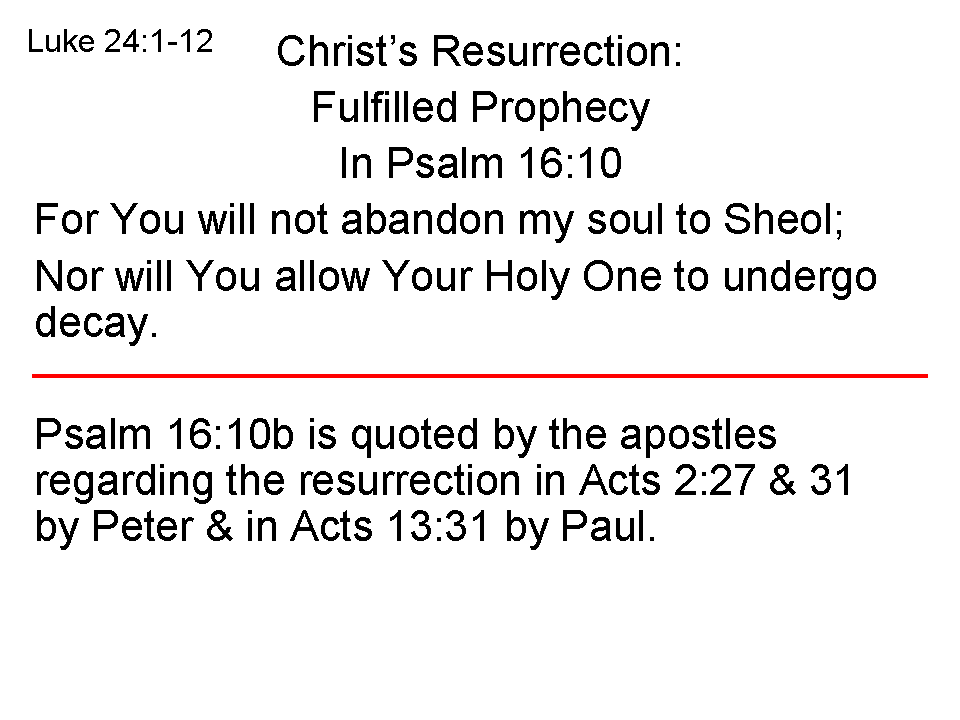 Luke 24:1-12
Christ’s Resurrection:
Fulfilled Prophecy
In Psalm 16:10
For You will not abandon my soul to Sheol;
Nor will You allow Your Holy One to undergo
decay.
Psalm 16:10b is quoted by the apostles
regarding the resurrection in Acts 2:27 & 31
by Peter & in Acts 13:31 by Paul.